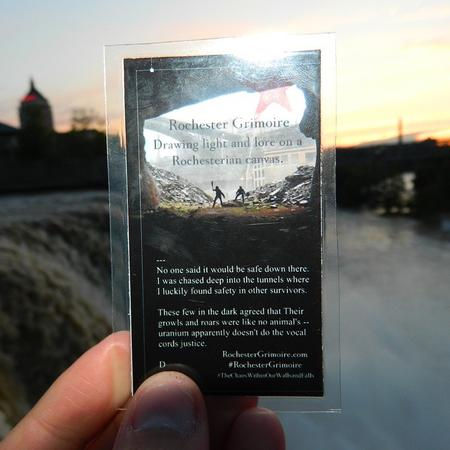 Rochester Grimoire
Drawing light and lore on a
Rochesterian canvas.
---
No one said it would be safe down there.
I was chased deep into the tunnels where
I luckily found safety in other survivors.
These few in the dark agreed that Their
growls and roars were like no animal's --
uranium apparently doesn't do the vocal
cords justice.
RochesterGrimoire.com
#RochesterGrimoire
#TheChaosWithinOurWallsandFalls